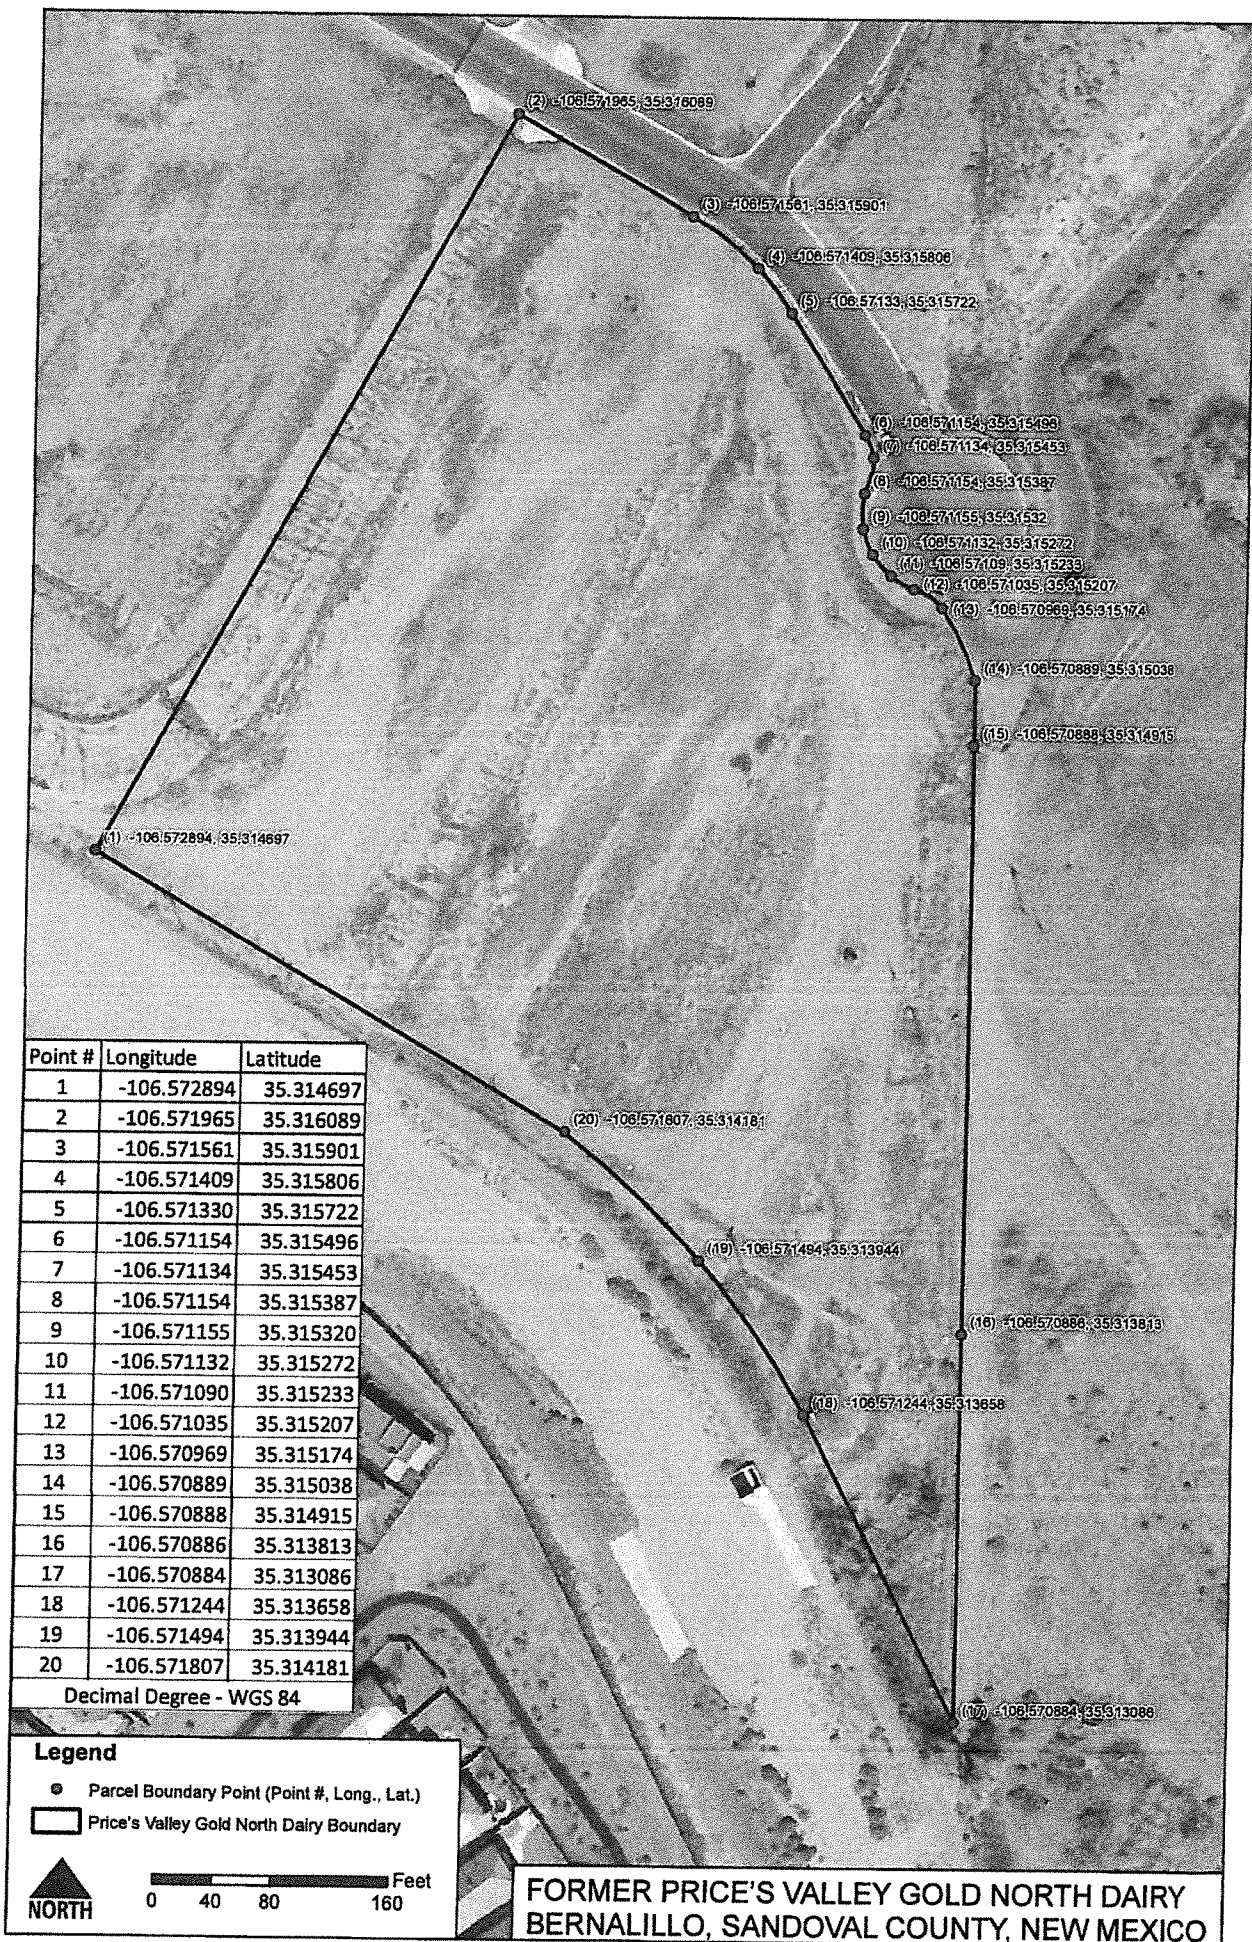 (2) -106.571965, 35.316089
(3) -106.571561, 35.315901
(4) -106.571409, 35.315806
(5) -106.57133, 35.315722
(6) -106.571154, 35.315496
(7) -106.571134, 35.315453
(8) -106.571154, 35.315387
(9) -106.571155, 35.31532
(10) -106.571132, 35.315272
(11) -106.57109, 35.315233
(12) -106.571035, 35.315207
(13) -106.570969, 35.315174
(14) -106.570889, 35.315038
(15) -106.570888, 35.314915
(1) -106.572894, 35.314697
(20) -106.571807, 35.314181
(19) -106.571494, 35.313944
(16) -106.570886, 35.313813
(18) -106.571244, 35.313658
(17) -106.570884, 35.313086
Point # Longitude Latitude
1 -106.572894 35.314697
2 -106.571965 35.316089
3 -106.571561 35.315901
4 -106.571409 35.315806
5 -106.571330 35.315722
6 -106.571154 35.315496
7 -106.571134 35.315453
8 -106.571154 35.315387
9 -106.571155 35.315320
10 -106.571132 35.315272
11 -106.571090 35.315233
12 -106.571035 35.315207
13 -106.570969 35.315174
14 -106.570889 35.315038
15 -106.570888 35.314915
16 -106.570886 35.313813
17 -106.570884 35.313086
18 -106.571244 35.313658
19 -106.571494 35.313944
20 -106.571807 35.314181
Decimal Degree - WGS 84
Legend
Parcel Boundary Point (Point #, Long., Lat.)
Price's Valley Gold North Dairy Boundary
NORTH
Feet
0 40 80 160
FORMER PRICE'S VALLEY GOLD NORTH DAIRY
BERNALILLO, SANDOVAL COUNTY, NEW MEXICO